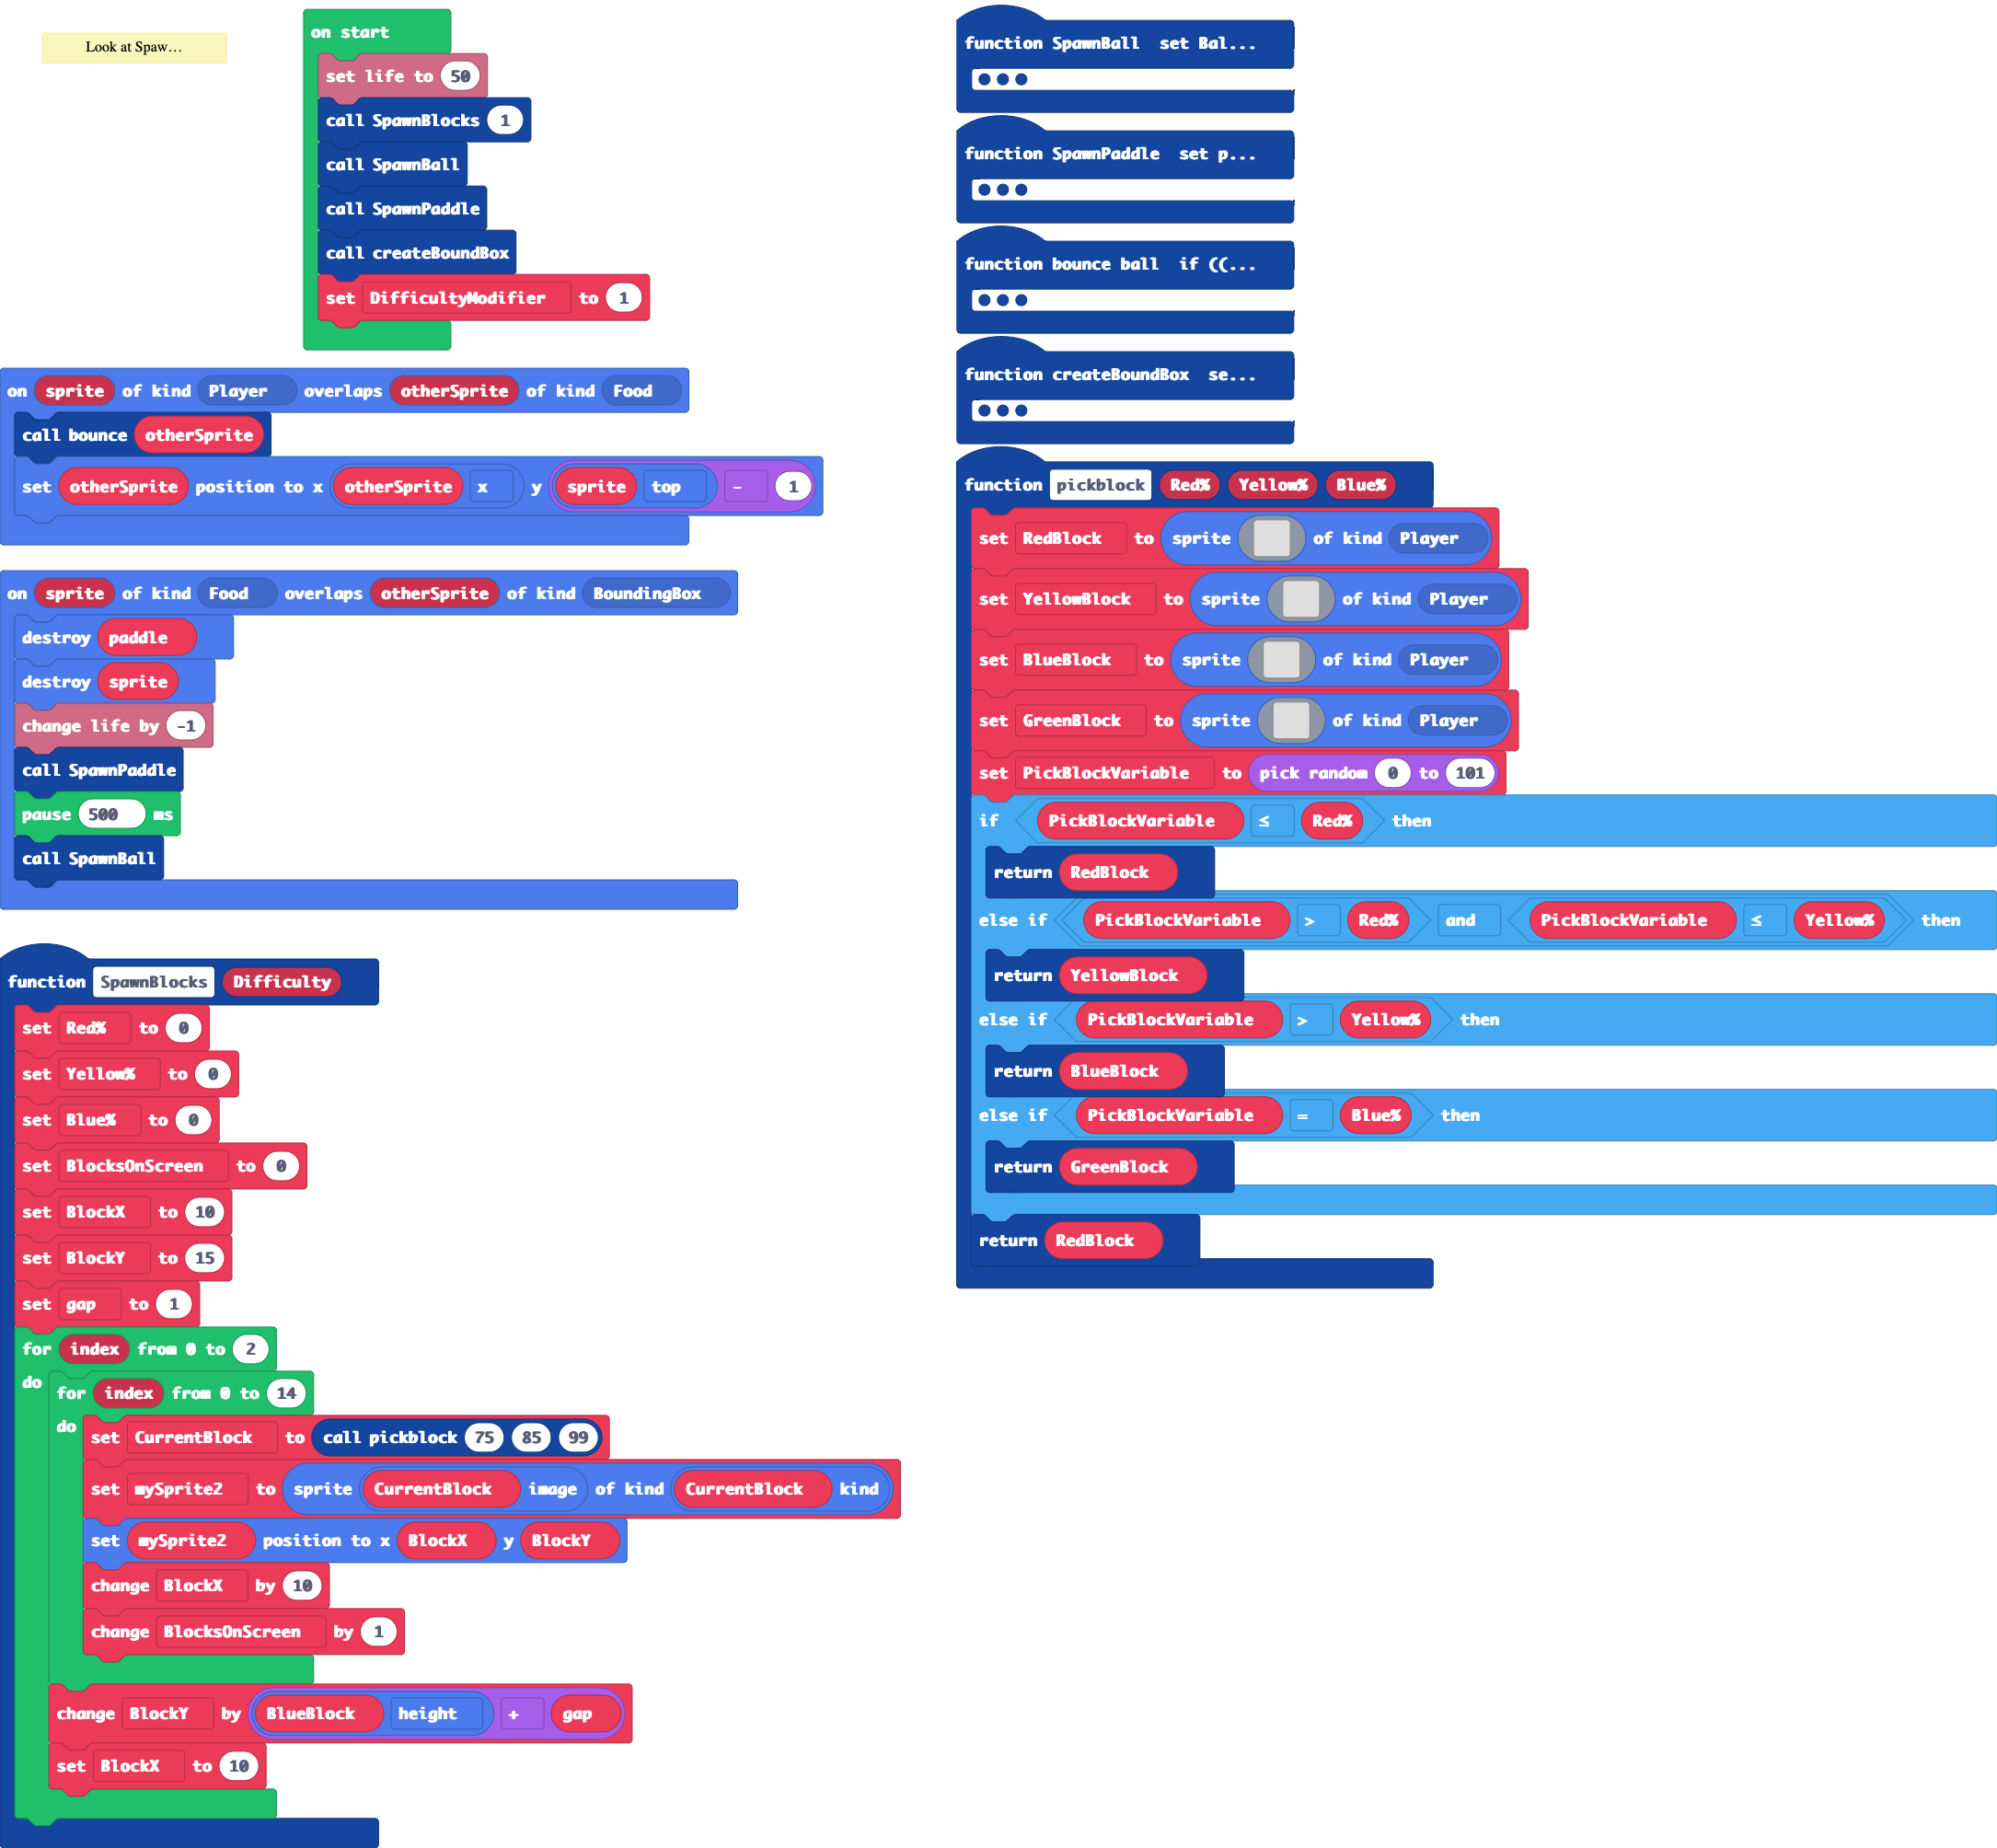 Look at Spaw…
on start
set life to 50
call SpawnBlocks 1
call SpawnBall
call SpawnPaddle
call createBoundBox
set DifficultyModifier to 1
on sprite of kind Player overlaps otherSprite of kind Food
call bounce otherSprite
set otherSprite position to x otherSprite x y sprite top - 1
on sprite of kind Food overlaps otherSprite of kind BoundingBox
destroy paddle
destroy sprite
change life by -1
call SpawnPaddle
pause 500 ms
call SpawnBall
function SpawnBlocks Difficulty
set Red% to 0
set Yellow% to 0
set Blue% to 0
set BlocksOnScreen to 0
set BlockX to 10
set BlockY to 15
set gap to 1
for index from 0 to 2
do for index from 0 to 14
do set CurrentBlock to call pickblock 75 85 99
set mySprite2 to sprite CurrentBlock image of kind CurrentBlock kind
set mySprite2 position to x BlockX y BlockY
change BlockX by 10
change BlocksOnScreen by 1
change BlockY by BlueBlock height + gap
set BlockX to 10
function SpawnBall set Bal...
function SpawnPaddle set p...
function bounce ball if ((...
function createBoundBox se...
function pickblock Red% Yellow% Blue%
set RedBlock to sprite of kind Player
set YellowBlock to sprite of kind Player
set BlueBlock to sprite of kind Player
set GreenBlock to sprite of kind Player
set PickBlockVariable to pick random 0 to 101
if PickBlockVariable ≤ Red% then
return RedBlock
else if PickBlockVariable > Red% and PickBlockVariable ≤ Yellow% then
return YellowBlock
else if PickBlockVariable > Yellow% then
return BlueBlock
else if PickBlockVariable = Blue% then
return GreenBlock
return RedBlock